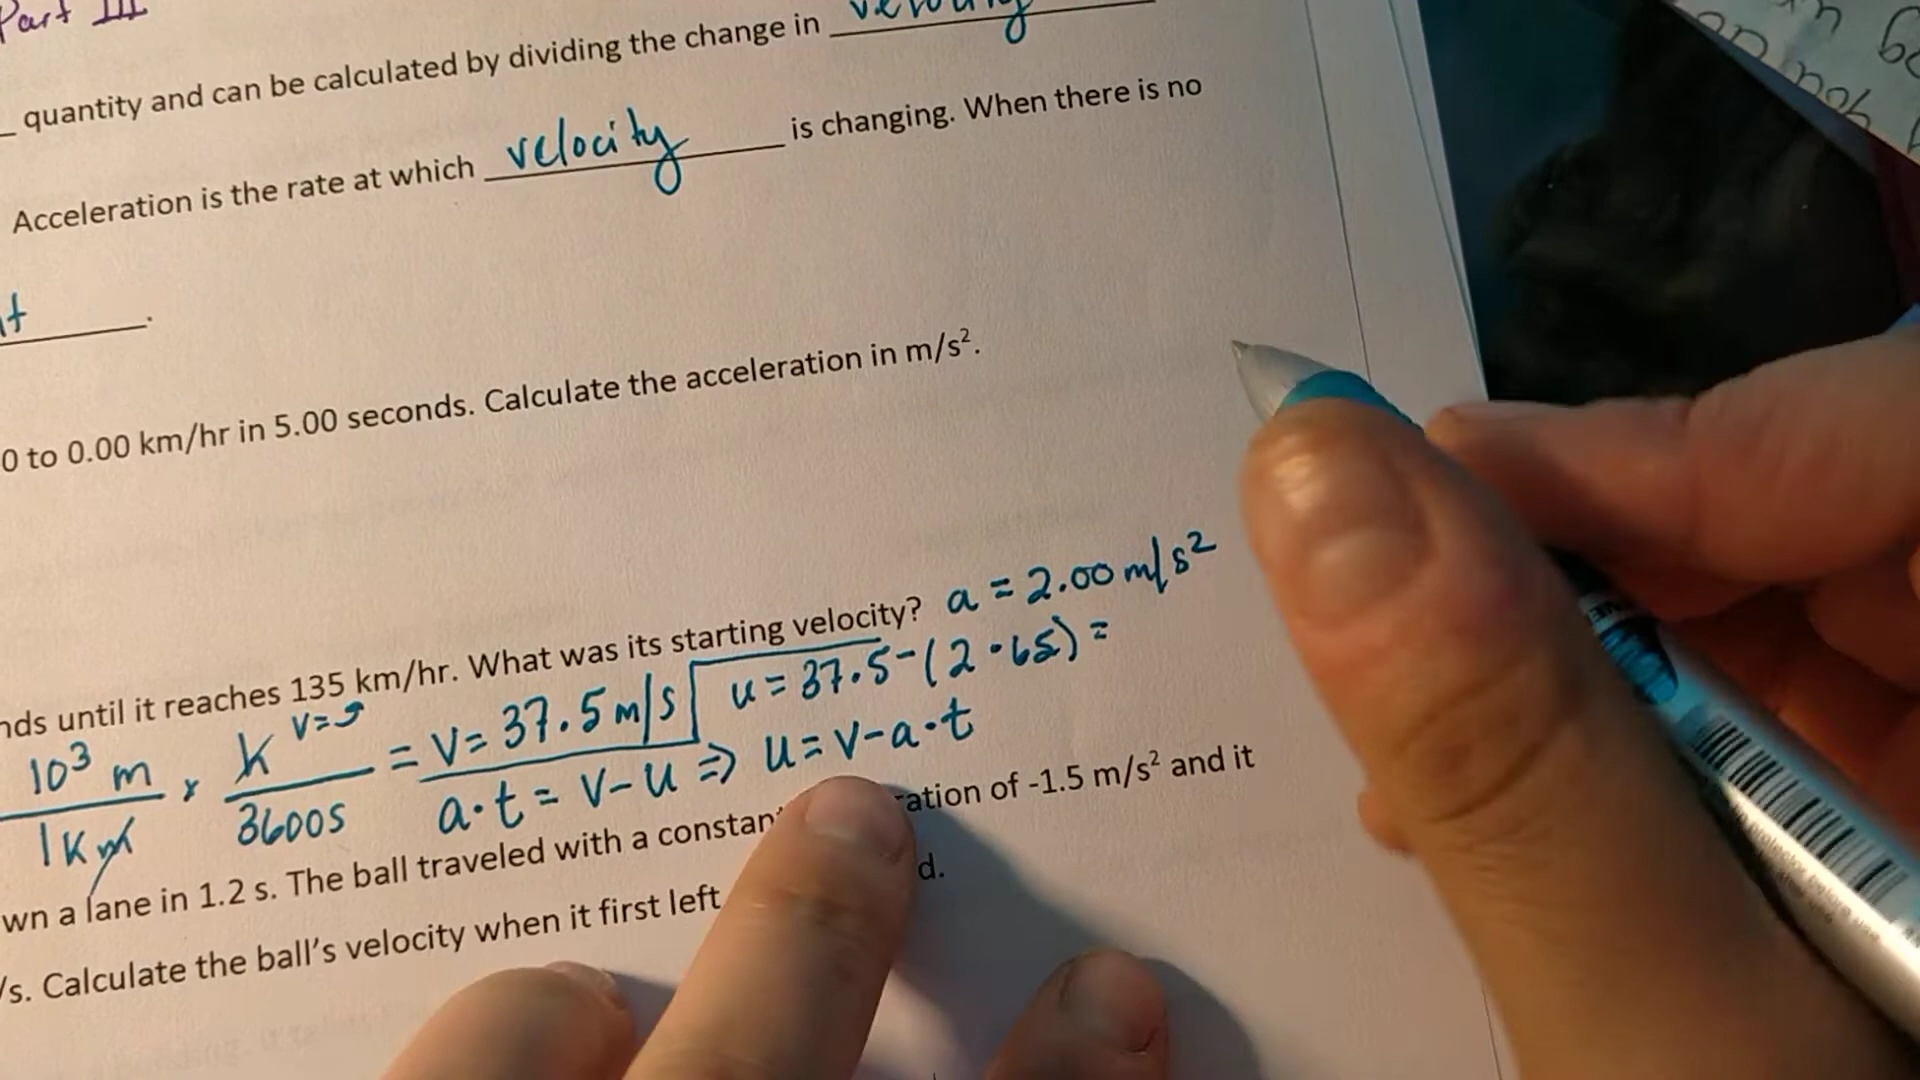 Part III
quantity and can be calculated by dividing the change in velocity
Acceleration is the rate at which velocity is changing. When there is no
0 to 0.00 km/hr in 5.00 seconds. Calculate the acceleration in m/s².
a = 2.00 m/s²
nds until it reaches 135 km/hr. What was its starting velocity?
v=
u = 37.5-(2·65) =
10³ m × h = v= 37.5 m/s
1 km 3600s
a·t = v-u => u=v-a·t
wn a lane in 1.2 s. The ball traveled with a constan ration of -1.5 m/s² and it
/s. Calculate the ball's velocity when it first left d.